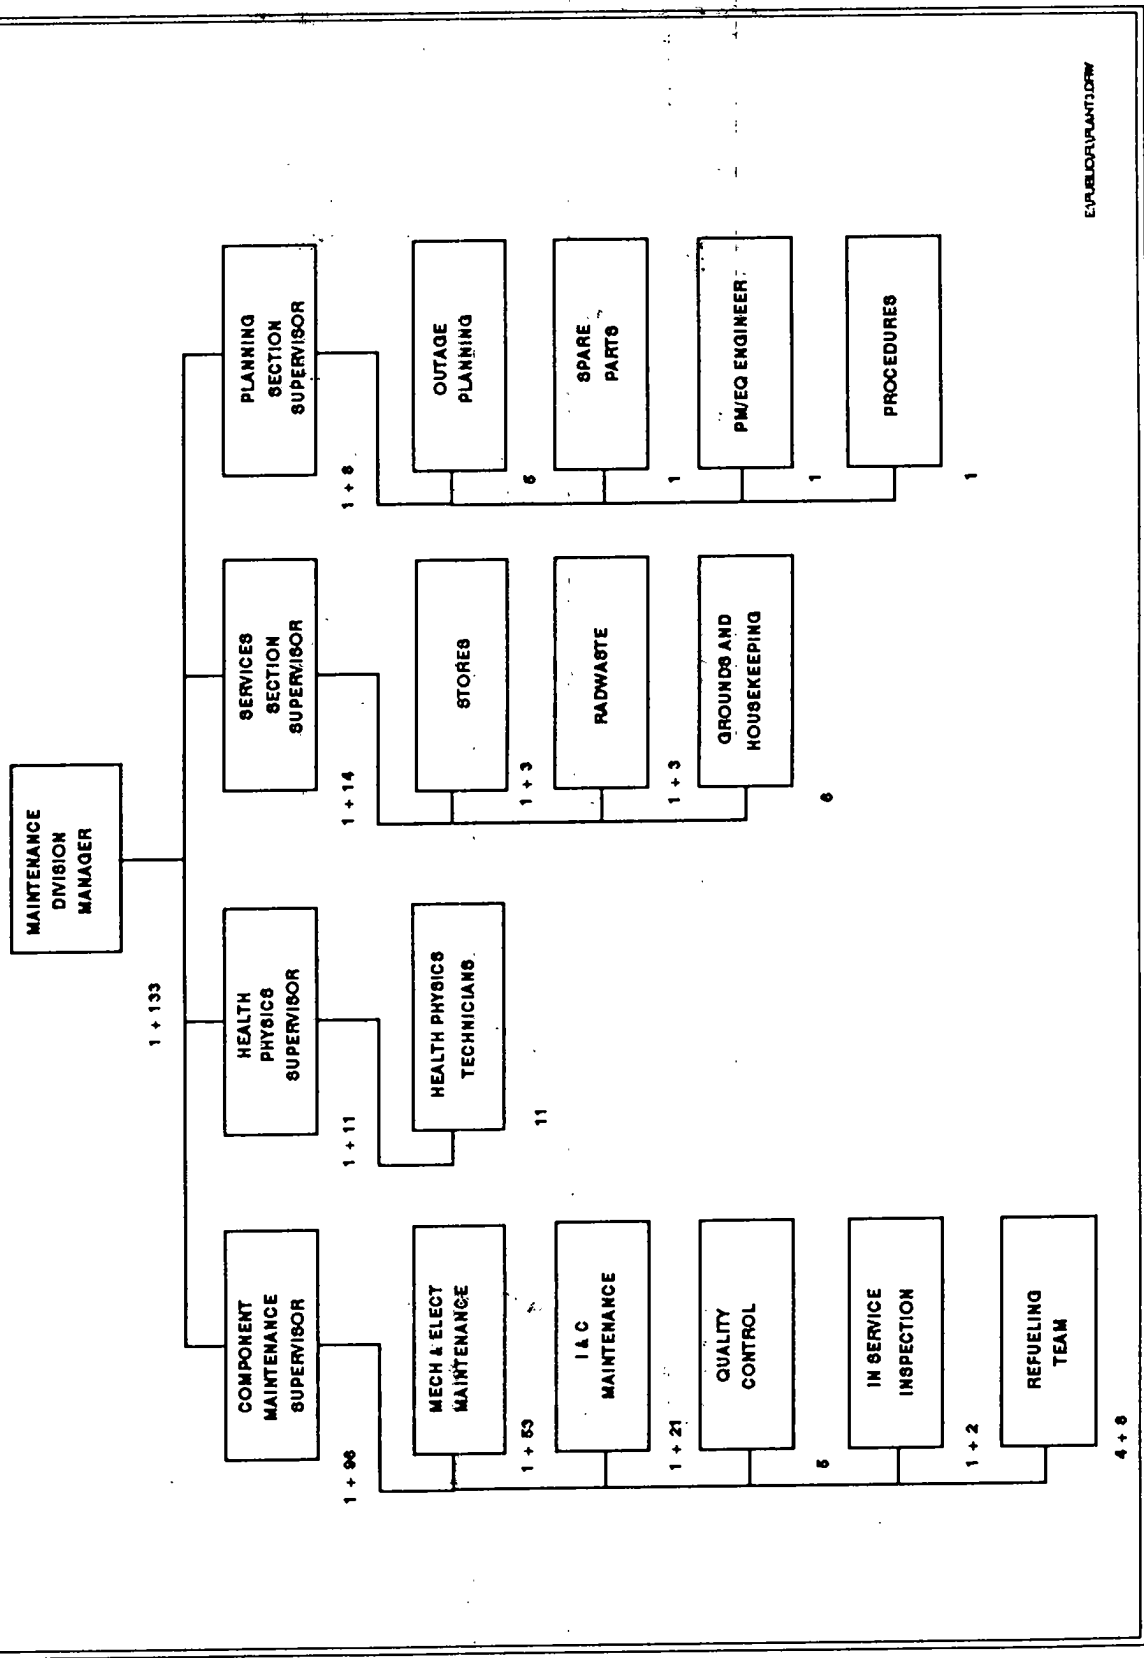 MAINTENANCE
DIVISION
MANAGER
1 + 133
COMPONENT
MAINTENANCE
SUPERVISOR
1 + 96
MECH & ELECT
MAINTENANCE
1 + 53
I & C
MAINTENANCE
1 + 21
QUALITY
CONTROL
5
IN SERVICE
INSPECTION
1 + 2
REFUELING
TEAM
4 + 8
HEALTH
PHYSICS
SUPERVISOR
1 + 11
HEALTH PHYSICS
TECHNICIANS
11
SERVICES
SECTION
SUPERVISOR
1 + 14
STORES
1 + 3
RADWASTE
1 + 3
GROUNDS AND
HOUSEKEEPING
6
PLANNING
SECTION
SUPERVISOR
1 + 8
OUTAGE
PLANNING
5
SPARE
PARTS
1
PM/EQ ENGINEER
1
PROCEDURES
1